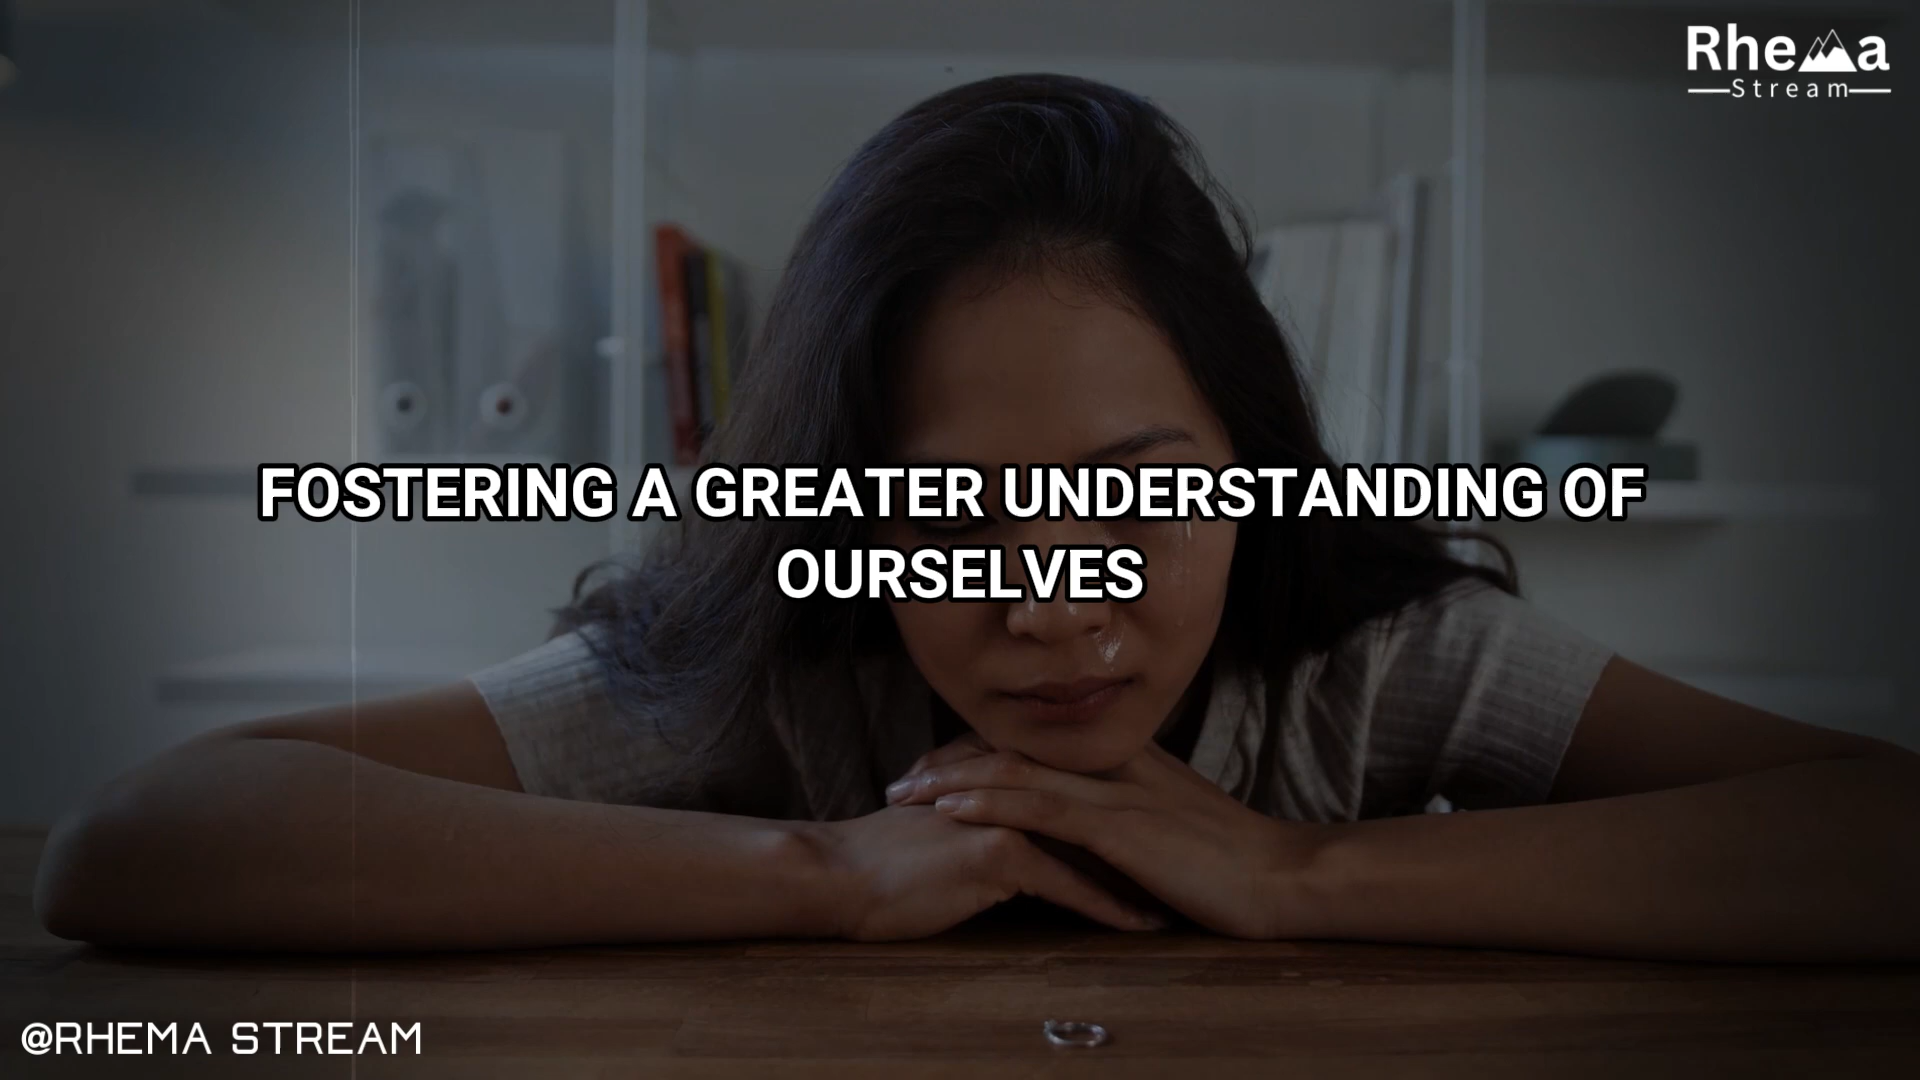 Rhema
Stream
FOSTERING A GREATER UNDERSTANDING OF
OURSELVES
@RHEMA STREAM